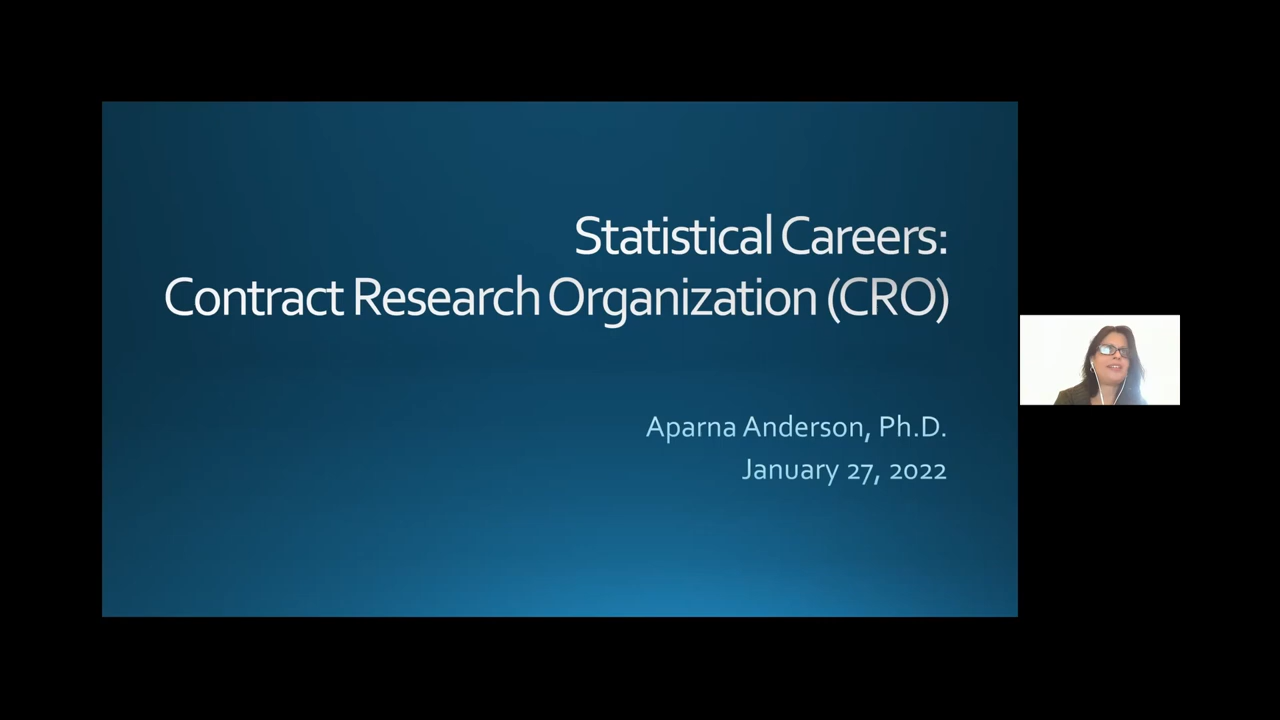 Statistical Careers:
Contract Research Organization (CRO)
Aparna Anderson, Ph.D.
January 27, 2022